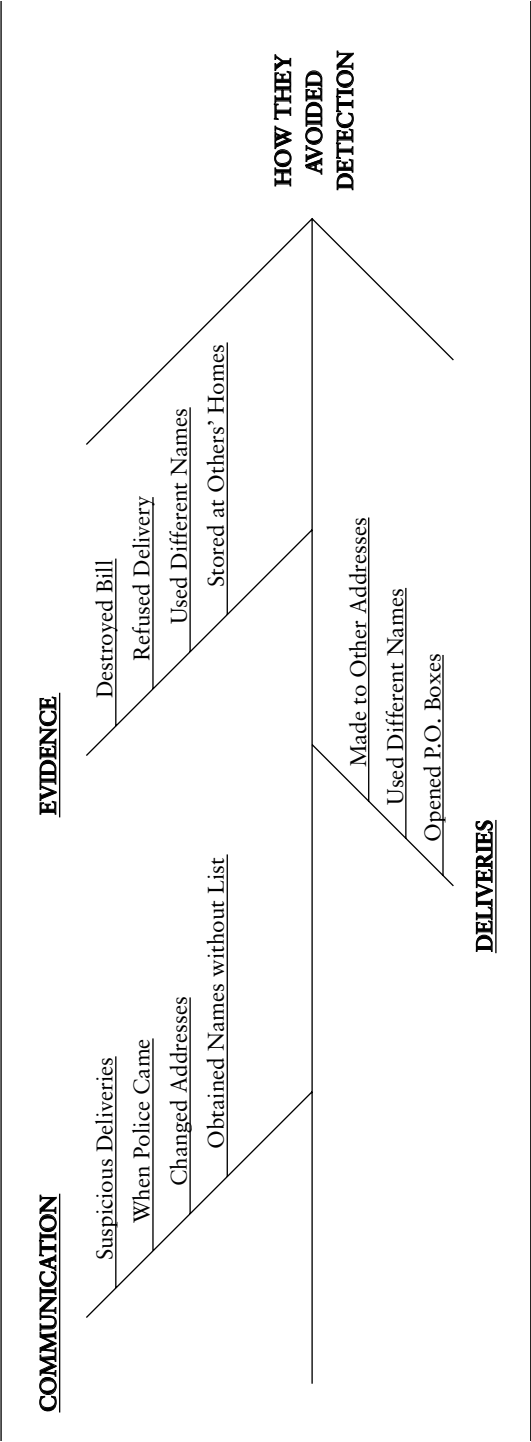 COMMUNICATION
Suspicious Deliveries
When Police Came
Changed Addresses
Obtained Names without List
EVIDENCE
Destroyed Bill
Refused Delivery
Used Different Names
Stored at Others’ Homes
DELIVERIES
Made to Other Addresses
Used Different Names
Opened P.O. Boxes
HOW THEY
AVOIDED
DETECTION